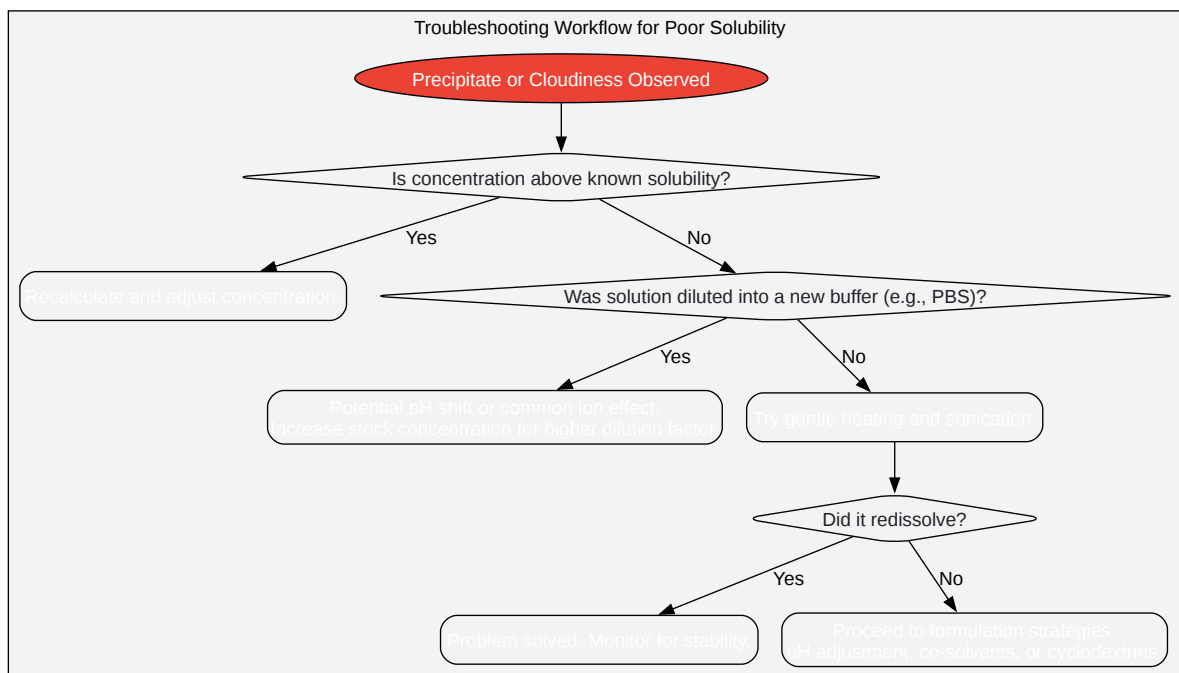 Troubleshooting Workflow for Poor Solubility
Precipitate or Cloudiness Observed
Is concentration above known solubility?
Yes
No
Recalculate and adjust concentration.
Was solution diluted into a new buffer (e.g., PBS)?
Yes
No
Potential pH shift or common ion effect.
Increase stock concentration for higher dilution factor.
Try gentle heating and sonication.
Did it redissolve?
Yes
No
Problem solved. Monitor for stability.
Proceed to formulation strategies:
pH adjustment, co-solvents, or cyclodextrins.